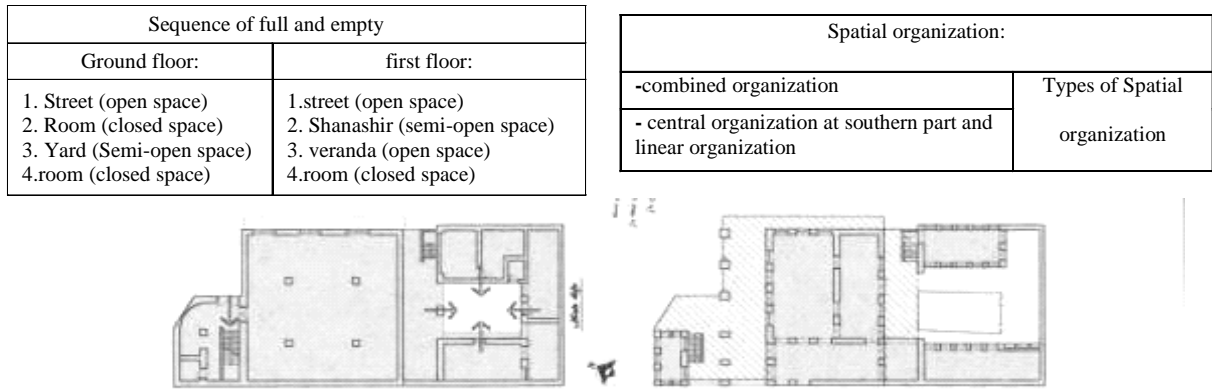 Sequence of full and empty
Ground floor:
first floor:
1. Street (open space)
2. Room (closed space)
3. Yard (Semi-open space)
4.room (closed space)
1.street (open space)
2. Shanashir (semi-open space)
3. veranda (open space)
4.room (closed space)
Spatial organization:
-combined organization
- central organization at southern part and
linear organization
Types of Spatial
organization